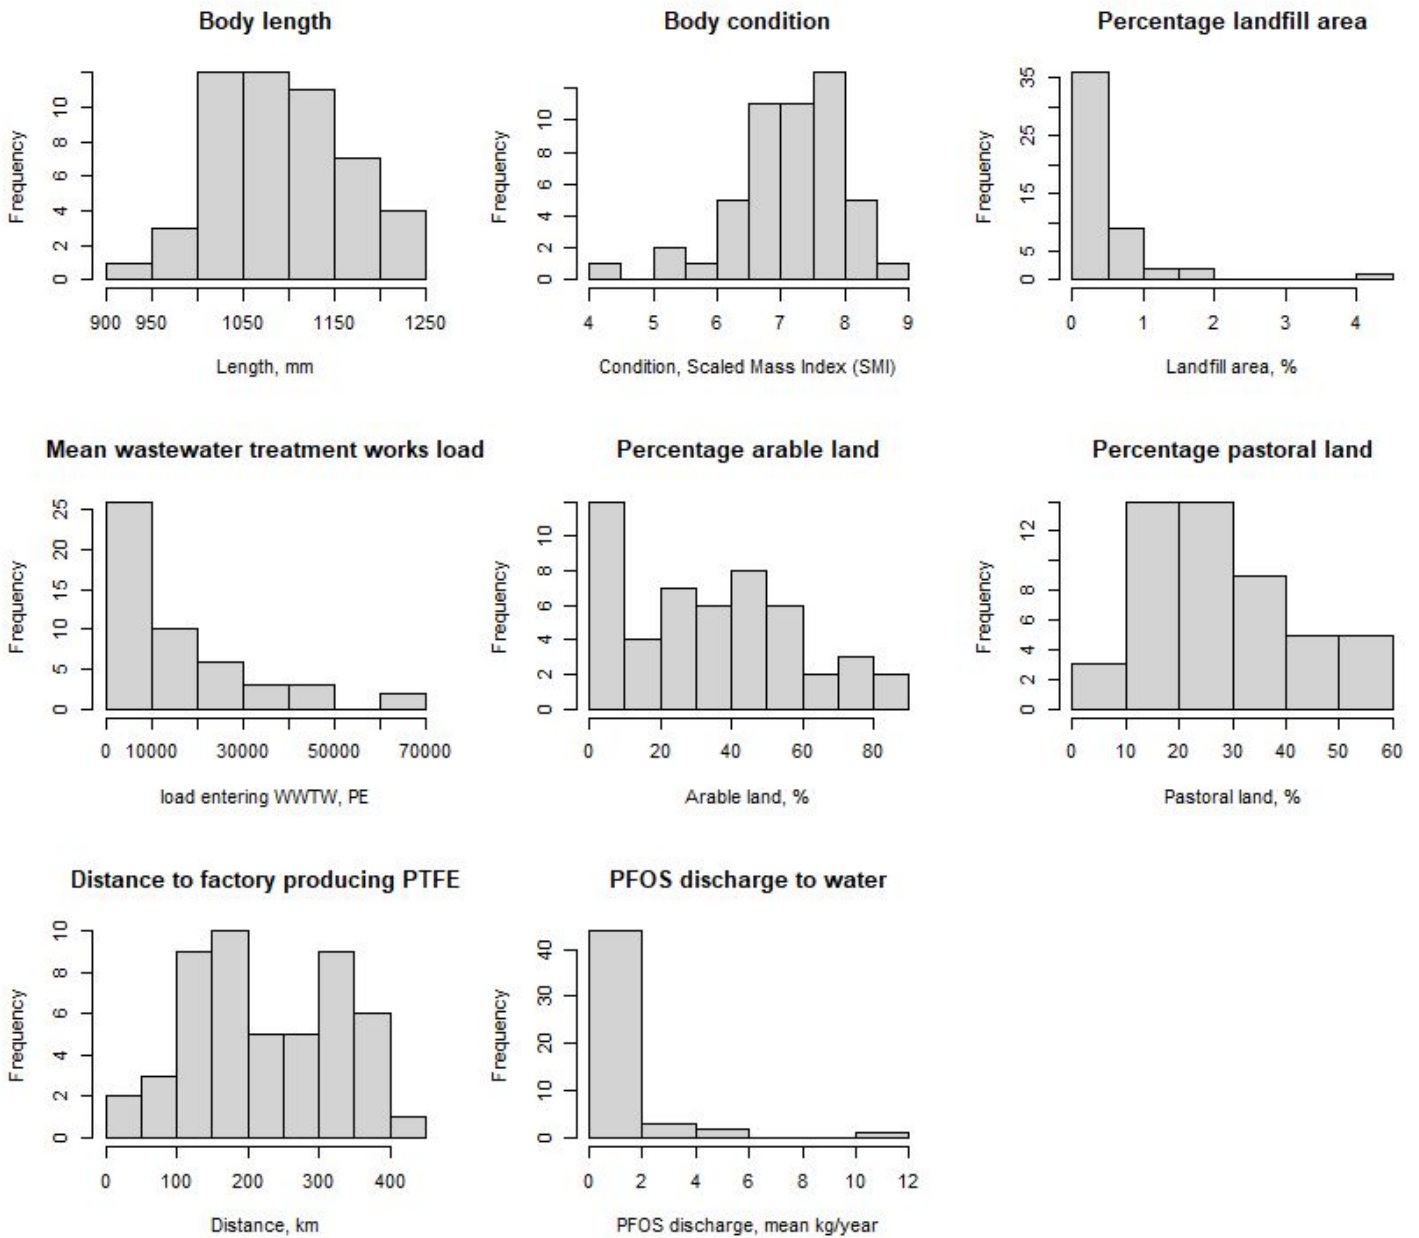 Body length
Frequency
0 2 4 6 8 10
900 950 1050 1150 1250
Length, mm
Body condition
Frequency
0 2 4 6 8 10
4 5 6 7 8 9
Condition, Scaled Mass Index (SMI)
Percentage landfill area
Frequency
0 5 15 25 35
0 1 2 3 4
Landfill area, %
Mean wastewater treatment works load
Frequency
0 5 10 15 20 25
0 10000 30000 50000 70000
load entering WWTW, PE
Percentage arable land
Frequency
0 2 4 6 8 10
0 20 40 60 80
Arable land, %
Percentage pastoral land
Frequency
0 2 4 6 8 12
0 10 20 30 40 50 60
Pastoral land, %
Distance to factory producing PTFE
Frequency
0 2 4 6 8 10
0 100 200 300 400
Distance, km
PFOS discharge to water
Frequency
0 10 20 30 40
0 2 4 6 8 10 12
PFOS discharge, mean kg/year